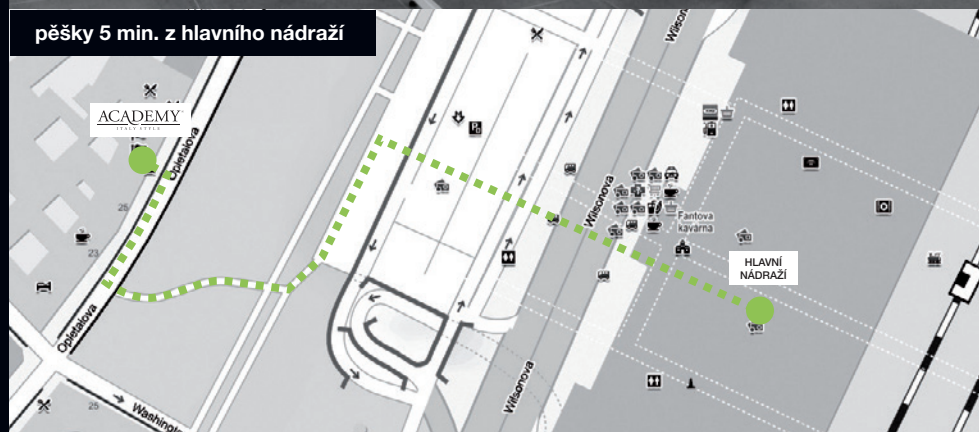 pěšky 5 min. z hlavního nádraží
Wilsonova
ACADEMY
ITALY STYLE
Opletalova
25
23
Wilsonova
Fantova
kavárna
HLAVNÍ
NÁDRAŽÍ
Opletalova
Wilsonova
25